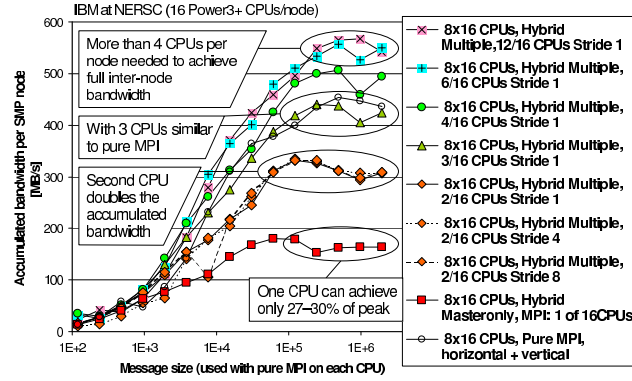 IBM at NERSC (16 Power3+ CPUs/node)
600
500
400
300
200
100
0
1E+2
1E+3
1E+4
1E+5
1E+6
Accumulated bandwidth per SMP node
[MB/s]
Message size (used with pure MPI on each CPU)
More than 4 CPUs per
node needed to achieve
full inter-node
bandwidth
With 3 CPUs similar
to pure MPI
Second CPU
doubles the
accumulated
bandwidth
One CPU can achieve
only 27–30% of peak
8x16 CPUs, Hybrid
Multiple,12/16 CPUs Stride 1
8x16 CPUs, Hybrid Multiple,
6/16 CPUs Stride 1
8x16 CPUs, Hybrid Multiple,
4/16 CPUs Stride 1
8x16 CPUs, Hybrid Multiple,
3/16 CPUs Stride 1
8x16 CPUs, Hybrid Multiple,
2/16 CPUs Stride 1
8x16 CPUs, Hybrid Multiple,
2/16 CPUs Stride 4
8x16 CPUs, Hybrid Multiple,
2/16 CPUs Stride 8
8x16 CPUs, Hybrid
Masteronly, MPI: 1 of 16CPUs
8x16 CPUs, Pure MPI,
horizontal + vertical